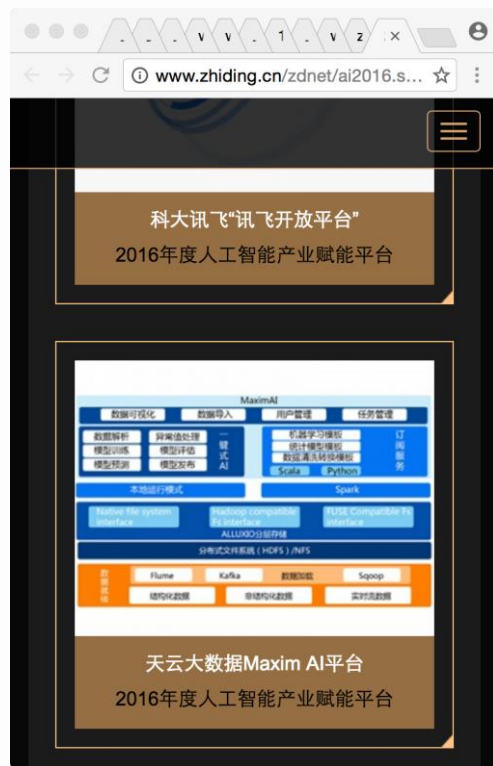 www.zhiding.cn/zdnet/ai2016.s...
科大讯飞“讯飞开放平台”
2016年度人工智能产业赋能平台
MaximAI
数据可视化 数据导入 用户管理 任务管理
数据解析 异常值处理
模型训练 模型评估
模型预测 模型发布
一键式AI
机器学习模板
统计模型模板
数据清洗转换模板
Scala Python
订阅服务
本地运行模式 Spark
Native file system interface
Hadoop compatible Fs interface
FUSE Compatible Fs interface
ALLUXIO分层存储
分布式文件系统（HDFS）/NFS
Flume Kafka 数据加载 Sqoop
结构化数据 非结构化数据 实时流数据
天云大数据Maxim AI平台
2016年度人工智能产业赋能平台